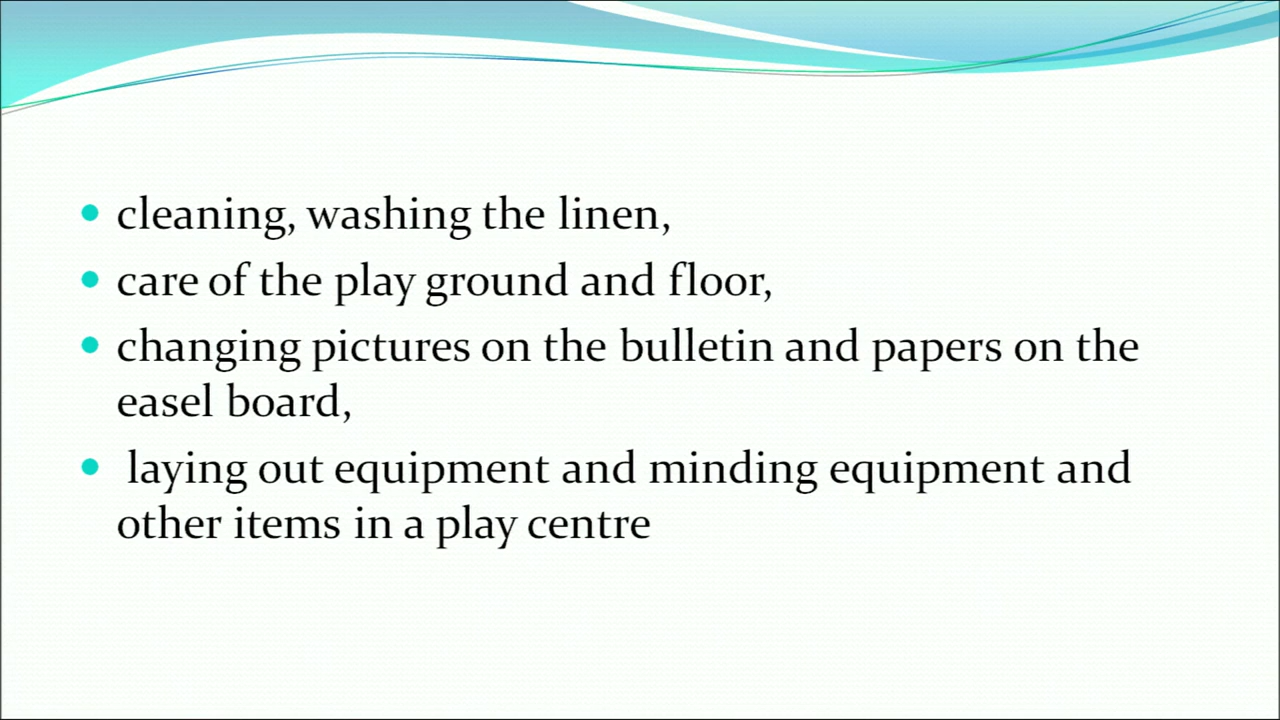 • cleaning, washing the linen,
• care of the play ground and floor,
• changing pictures on the bulletin and papers on the
easel board,
• laying out equipment and minding equipment and
other items in a play centre